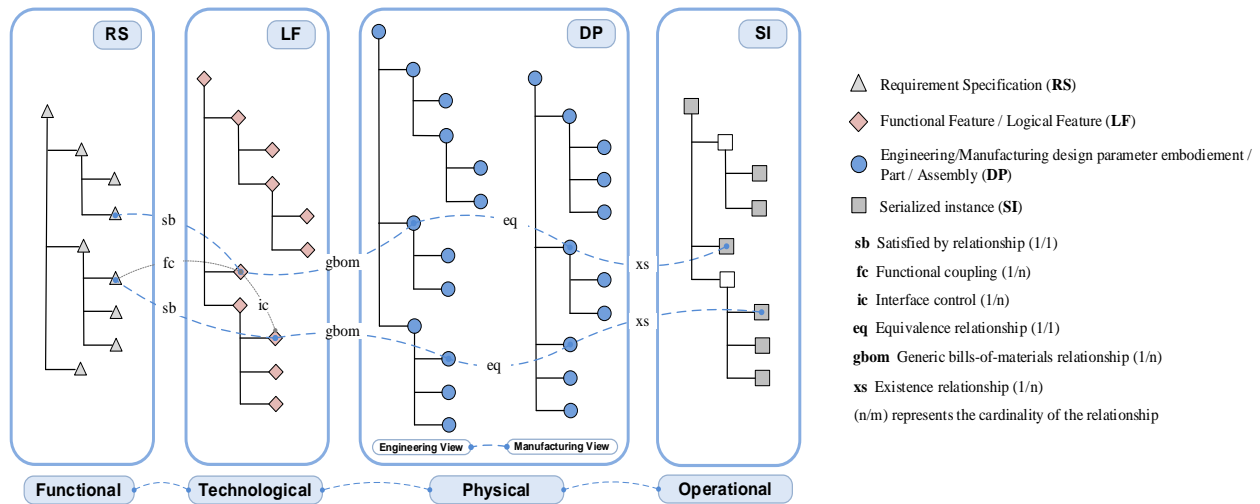 RS
LF
DP
SI
sb
fc
sb
ic
gbom
gbom
eq
eq
xs
xs
Engineering View
Manufacturing View
Functional
Technological
Physical
Operational
Requirement Specification (RS)
Functional Feature / Logical Feature (LF)
Engineering/Manufacturing design parameter embodiement /
Part / Assembly (DP)
Serialized instance (SI)
sb Satisfied by relationship (1/1)
fc Functional coupling (1/n)
ic Interface control (1/n)
eq Equivalence relationship (1/1)
gbom Generic bills-of-materials relationship (1/n)
xs Existence relationship (1/n)
(n/m) represents the cardinality of the relationship